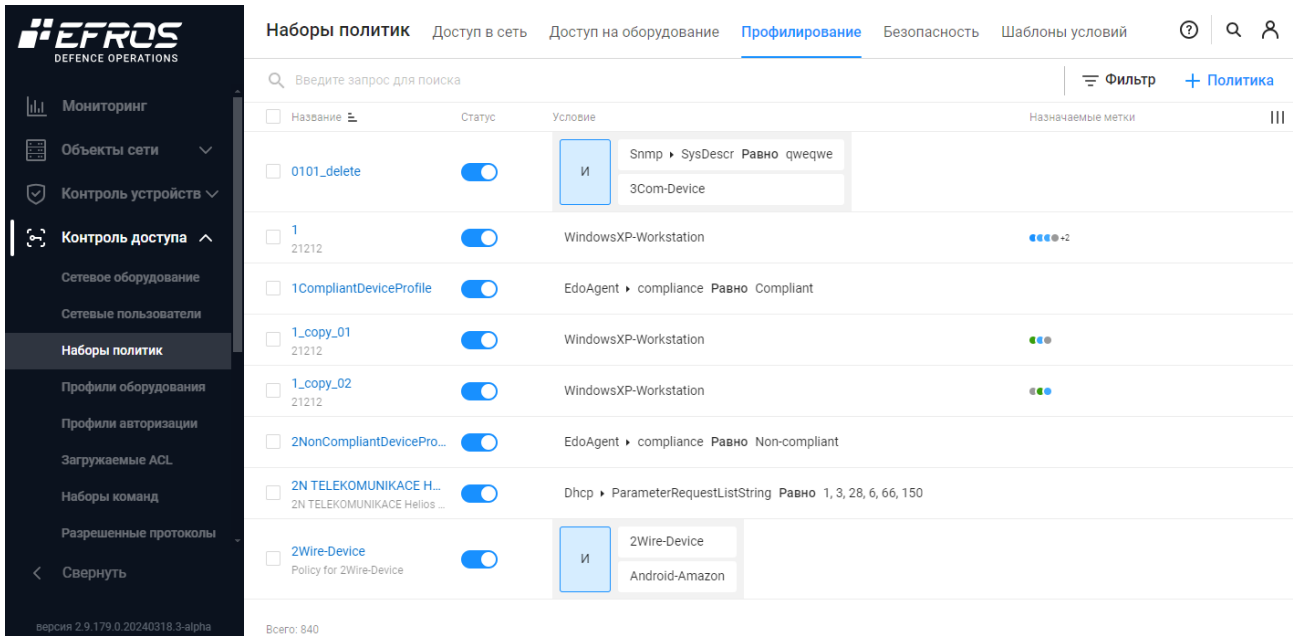 EFROS
DEFENCE OPERATIONS
Мониторинг
Объекты сети
Контроль устройств
Контроль доступа
Сетевое оборудование
Сетевые пользователи
Наборы политик
Профили оборудования
Профили авторизации
Загружаемые ACL
Наборы команд
Разрешенные протоколы
Свернуть
версия 2.9.179.0.20240318.3-alpha
Наборы политик Доступ в сеть Доступ на оборудование Профилирование Безопасность Шаблоны условий
Введите запрос для поиска Фильтр + Политика
Название Статус Условие Назначаемые метки
0101_delete И Snmp ▸ SysDescr Равно qweqwe
3Com-Device
1 WindowsXP-Workstation +2
21212
1CompliantDeviceProfile EdoAgent ▸ compliance Равно Compliant
1_copy_01 WindowsXP-Workstation
21212
1_copy_02 WindowsXP-Workstation
21212
2NonCompliantDevicePro... EdoAgent ▸ compliance Равно Non-compliant
2N TELEKOMUNIKACE H... Dhcp ▸ ParameterRequestListString Равно 1, 3, 28, 6, 66, 150
2N TELEKOMUNIKACE Helios ...
2Wire-Device И 2Wire-Device
Policy for 2Wire-Device Android-Amazon
Всего: 840